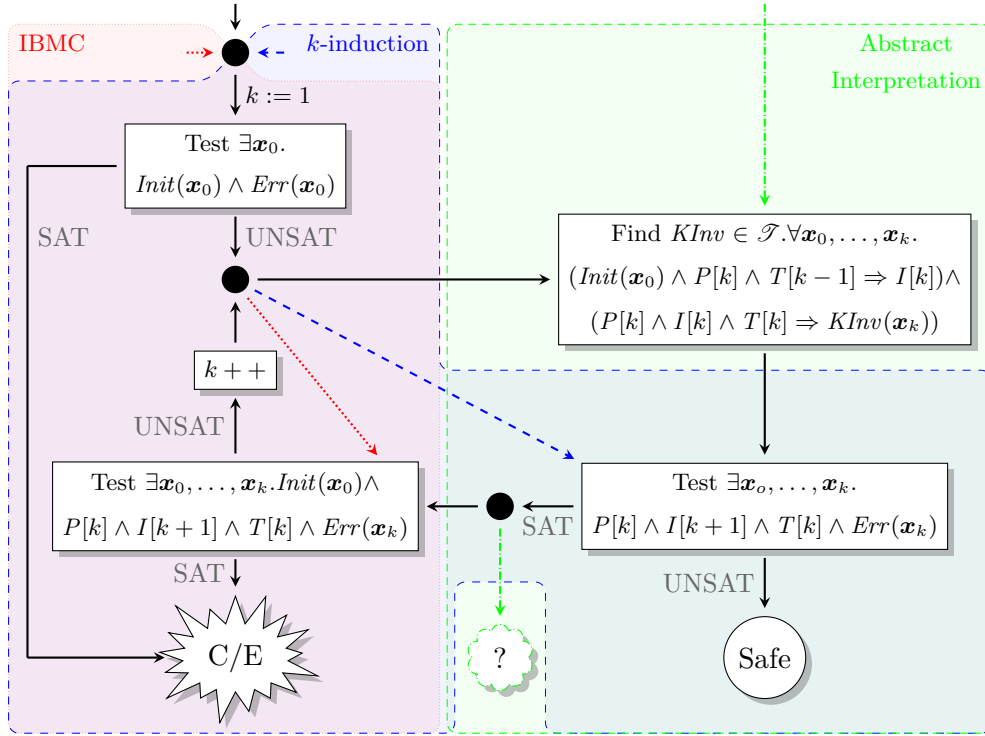 IBMC
k-induction
Abstract
Interpretation
k := 1
Test ∃𝒙₀.
Init(𝒙₀) ∧ Err(𝒙₀)
SAT
UNSAT
Find KInv ∈ 𝒯.∀𝒙₀, . . . , 𝒙ₖ.
(Init(𝒙₀) ∧ P[k] ∧ T[k − 1] ⇒ I[k])∧
(P[k] ∧ I[k] ∧ T[k] ⇒ KInv(𝒙ₖ))
k + +
UNSAT
Test ∃𝒙₀, . . . , 𝒙ₖ.Init(𝒙₀)∧
P[k] ∧ I[k + 1] ∧ T[k] ∧ Err(𝒙ₖ)
SAT
Test ∃𝒙ₒ, . . . , 𝒙ₖ.
P[k] ∧ I[k + 1] ∧ T[k] ∧ Err(𝒙ₖ)
SAT
UNSAT
C/E
?
Safe